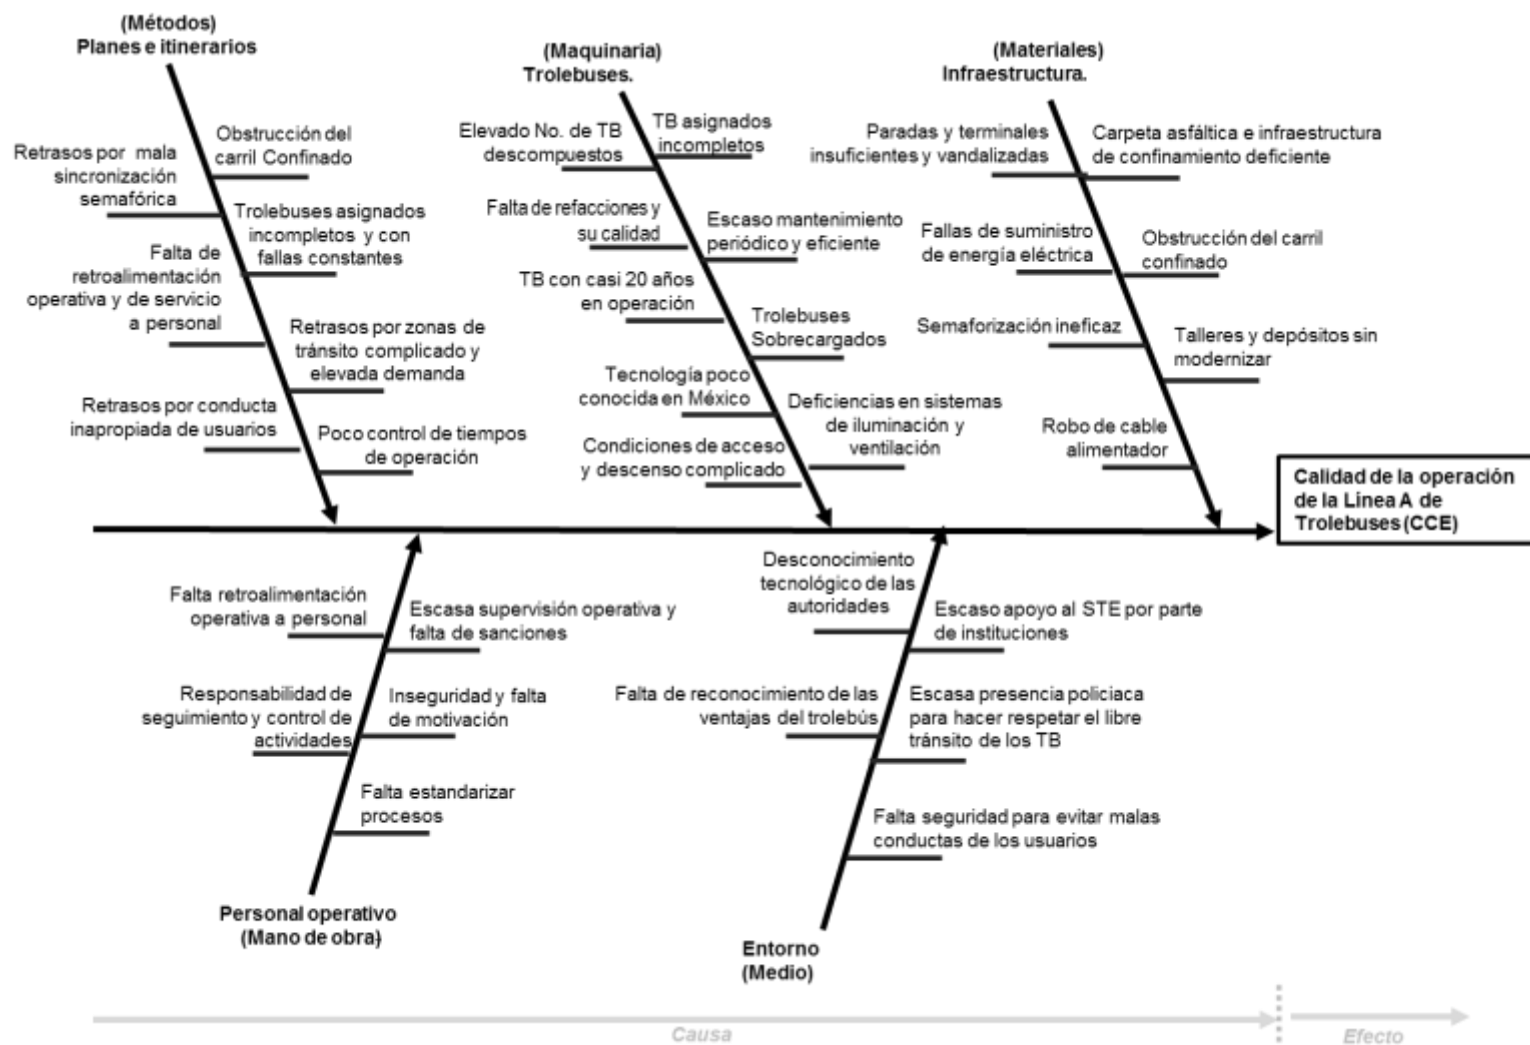 (Métodos)
Planes e itinerarios
Obstrucción del
carril Confinado
Retrasos por mala
sincronización
semafórica
Trolebuses asignados
incompletos y con
fallas constantes
Falta de
retroalimentación
operativa y de servicio
a personal
Retrasos por zonas de
tránsito complicado y
elevada demanda
Retrasos por conducta
inapropiada de usuarios
Poco control de tiempos
de operación
(Maquinaria)
Trolebuses.
Elevado No. de TB
descompuestos
TB asignados
incompletos
Falta de refacciones y
su calidad
Escaso mantenimiento
periódico y eficiente
TB con casi 20 años
en operación
Trolebuses
Sobrecargados
Tecnología poco
conocida en México
Deficiencias en sistemas
de iluminación y
ventilación
Condiciones de acceso
y descenso complicado
(Materiales)
Infraestructura.
Paradas y terminales
insuficientes y vandalizadas
Carpeta asfáltica e infraestructura
de confinamiento deficiente
Fallas de suministro
de energía eléctrica
Obstrucción del carril
confinado
Semaforización ineficaz
Talleres y depósitos sin
modernizar
Robo de cable
alimentador
Calidad de la operación
de la Linea A de
Trolebuses (CCE)
Falta retroalimentación
operativa a personal
Escasa supervisión operativa y
falta de sanciones
Responsabilidad de
seguimiento y control de
actividades
Inseguridad y falta
de motivación
Falta estandarizar
procesos
Personal operativo
(Mano de obra)
Desconocimiento
tecnológico de las
autoridades
Escaso apoyo al STE por parte
de instituciones
Falta de reconocimiento de las
ventajas del trolebús
Escasa presencia policiaca
para hacer respetar el libre
tránsito de los TB
Falta seguridad para evitar malas
conductas de los usuarios
Entorno
(Medio)
Causa
Efecto